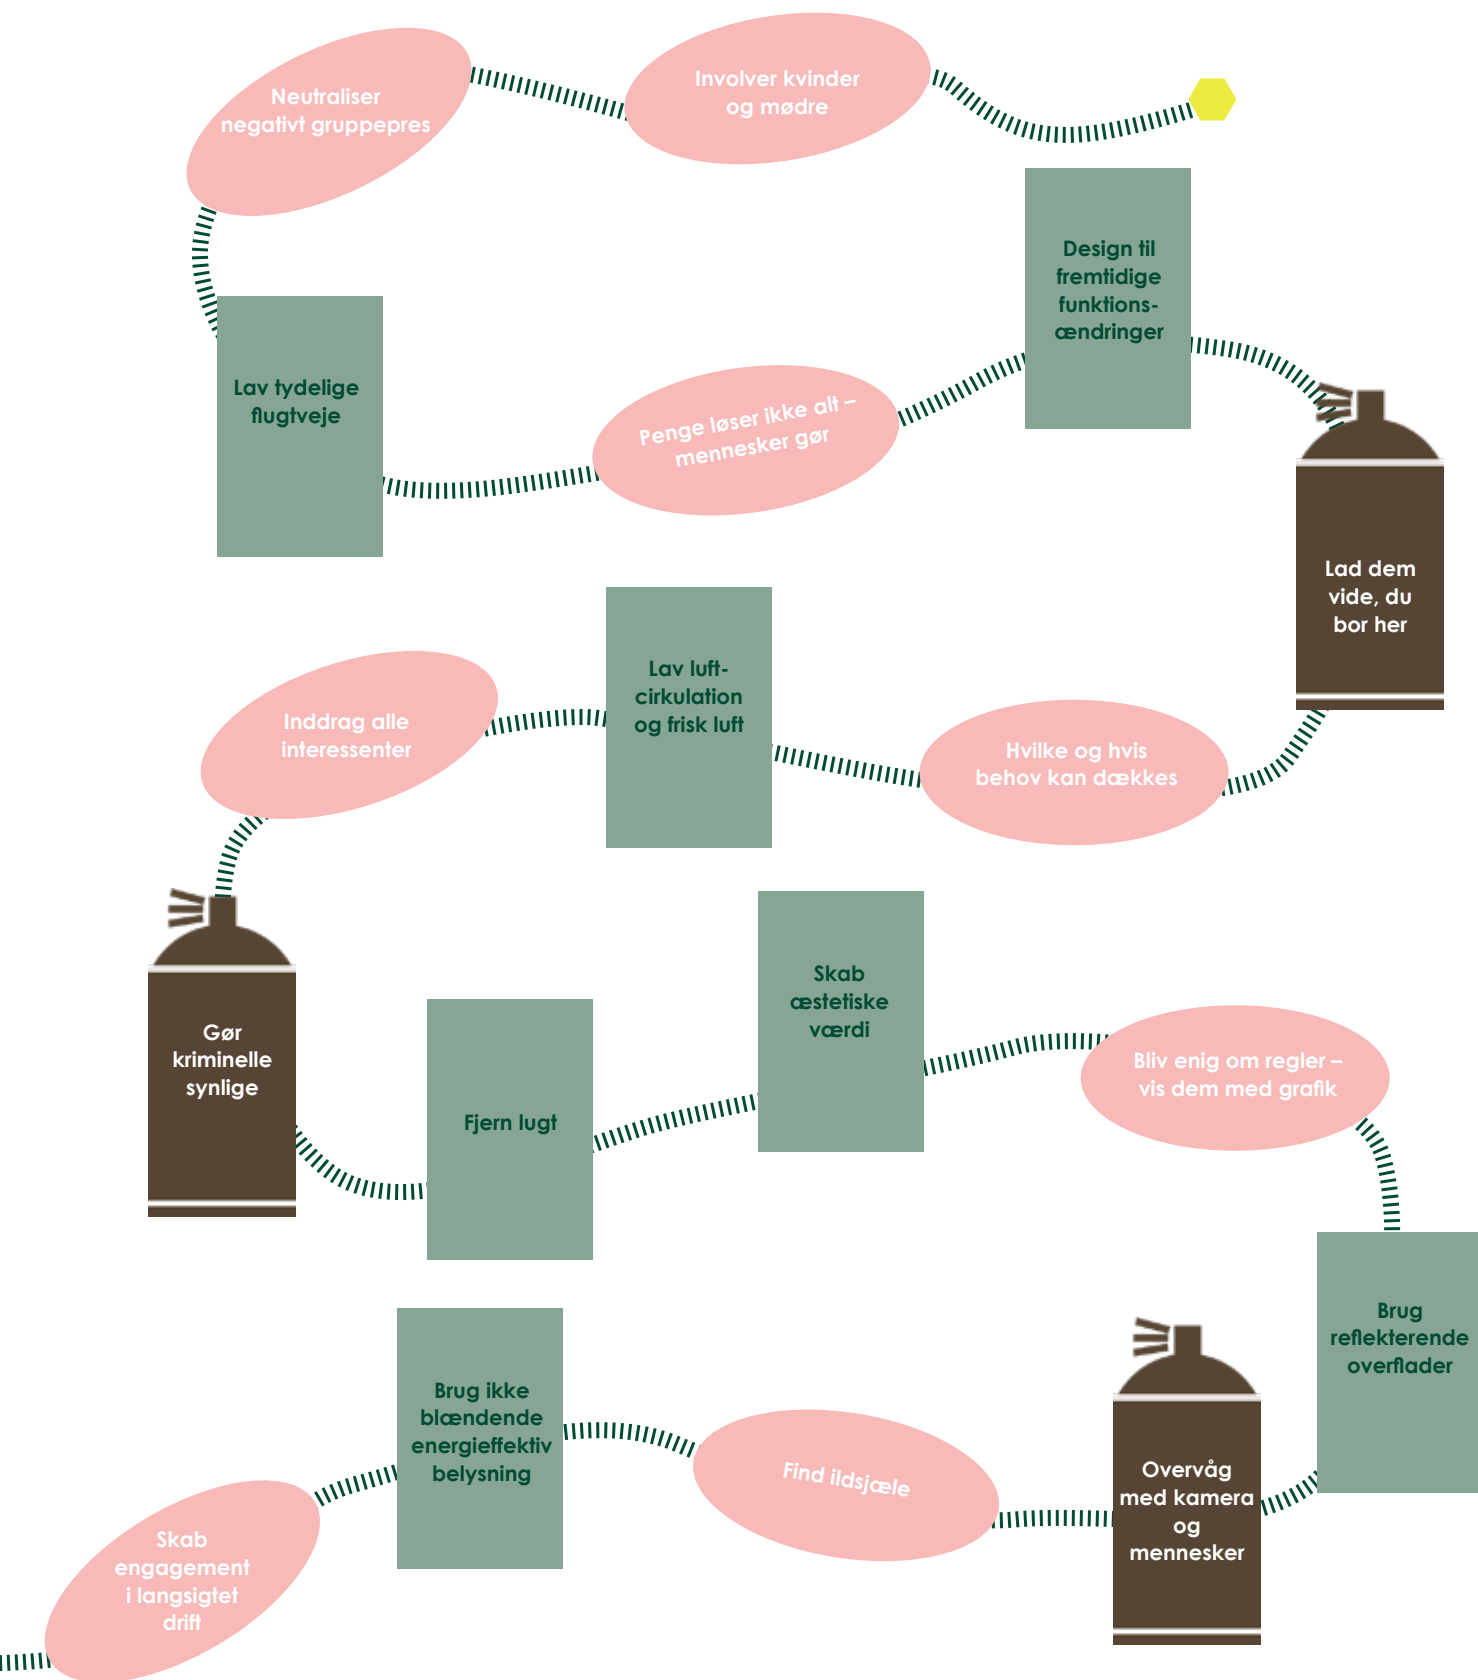 Involver kvinder
og mødre
Neutraliser
negativt gruppepres
Design til
fremtidige
funktions-
ændringer
Lav tydelige
flugtveje
Penge løser ikke alt –
mennesker gør
Lad dem
vide, du
bor her
Lav luft-
cirkulation
og frisk luft
Inddrag alle
interessenter
Hvilke og hvis
behov kan dækkes
Skab
æstetiske
værdi
Gør
kriminelle
synlige
Fjern lugt
Bliv enig om regler –
vis dem med grafik
Brug
reflekterende
overflader
Brug ikke
blændende
energieffektiv
belysning
Find ildsjæle
Overvåg
med kamera
og
mennesker
Skab
engagement
i langsigtet
drift